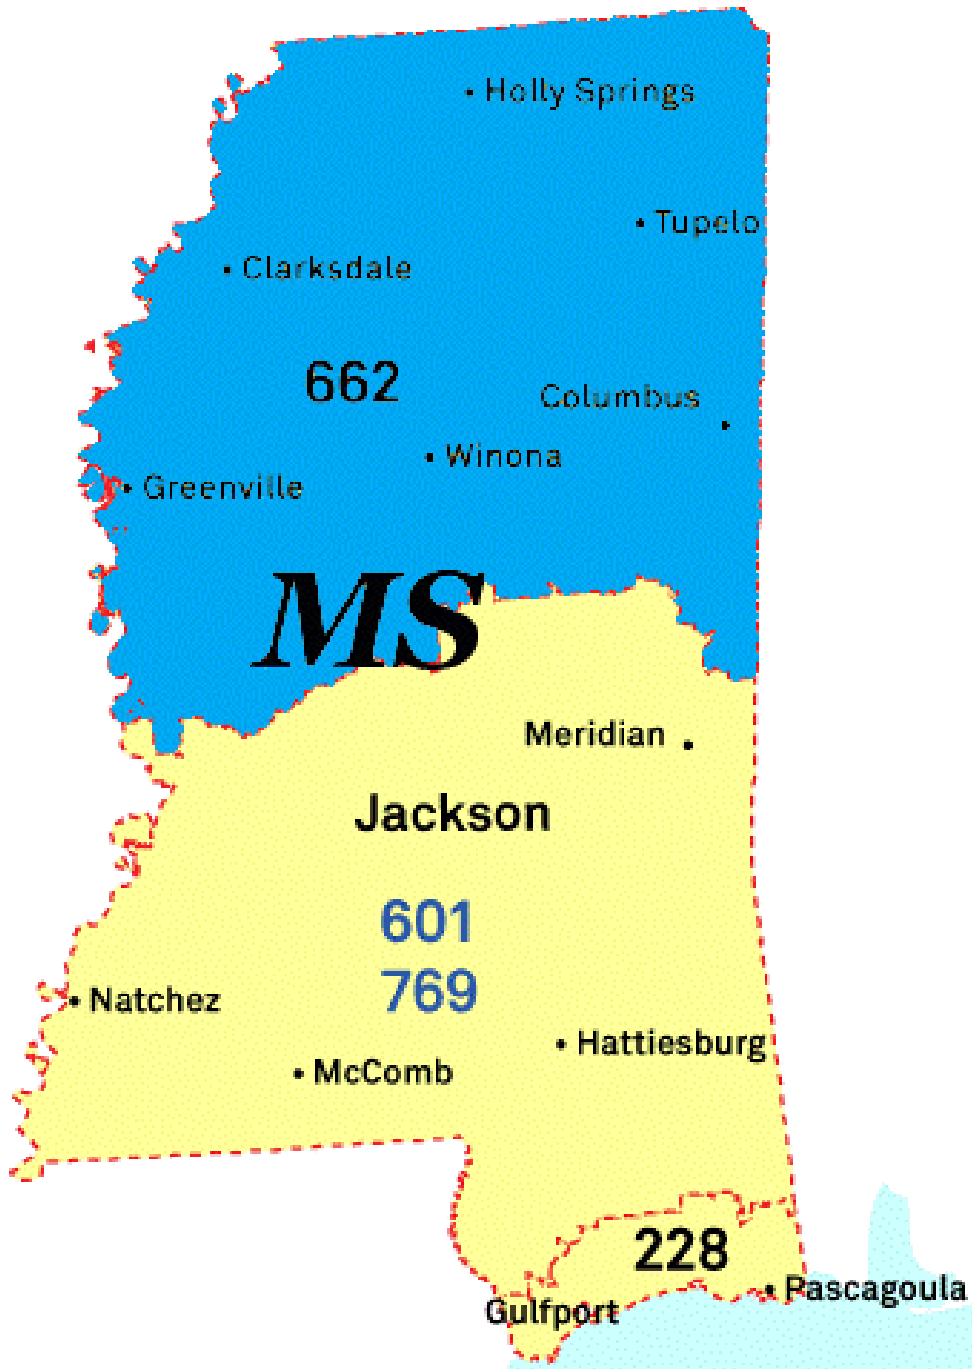 Holly Springs
Tupelo
Clarksdale
662
Columbus
Winona
Greenville
MS
Meridian
Jackson
601
769
Natchez
Hattiesburg
McComb
228
Pascagoula
Gulfport